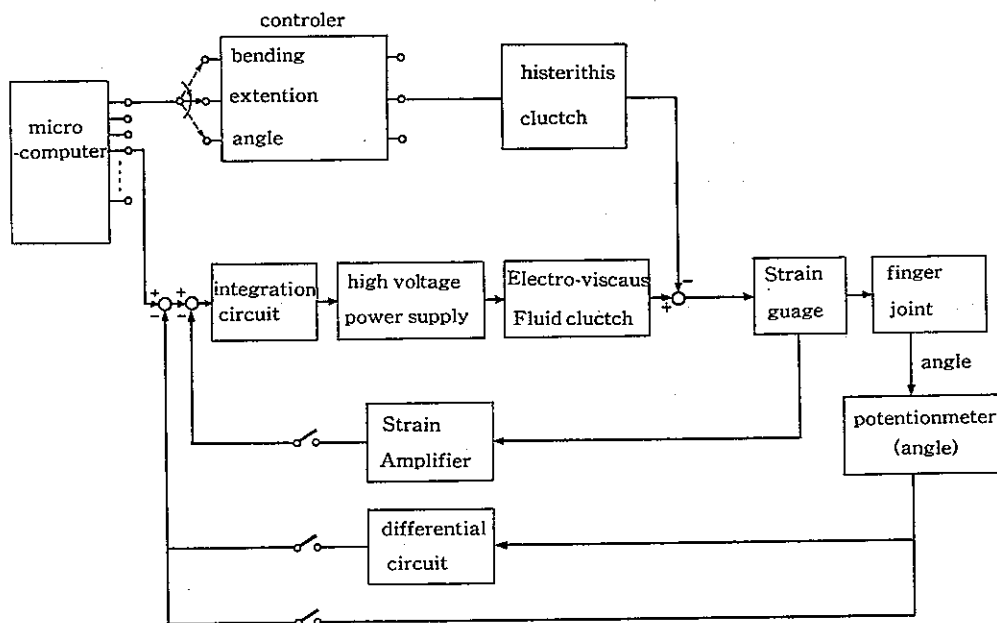 controler
bending
extention
angle
micro
-computer
histerithis
cluctch
+
−
+
−
integration
circuit
high voltage
power supply
Electro-viscaus
Fluid cluctch
−
+
Strain
guage
finger
joint
angle
potentionmeter
(angle)
Strain
Amplifier
differential
circuit